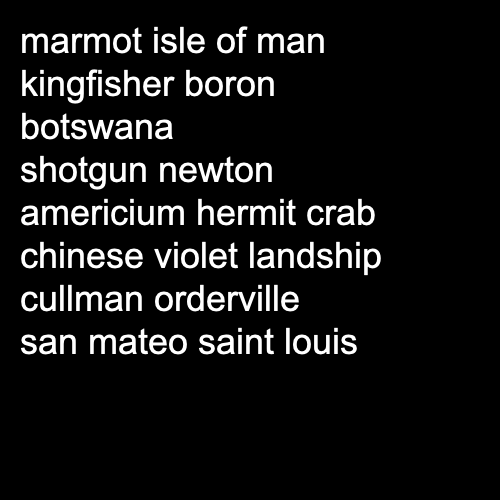 marmot isle of man
kingfisher boron
botswana
shotgun newton
americium hermit crab
chinese violet landship
cullman orderville
san mateo saint louis